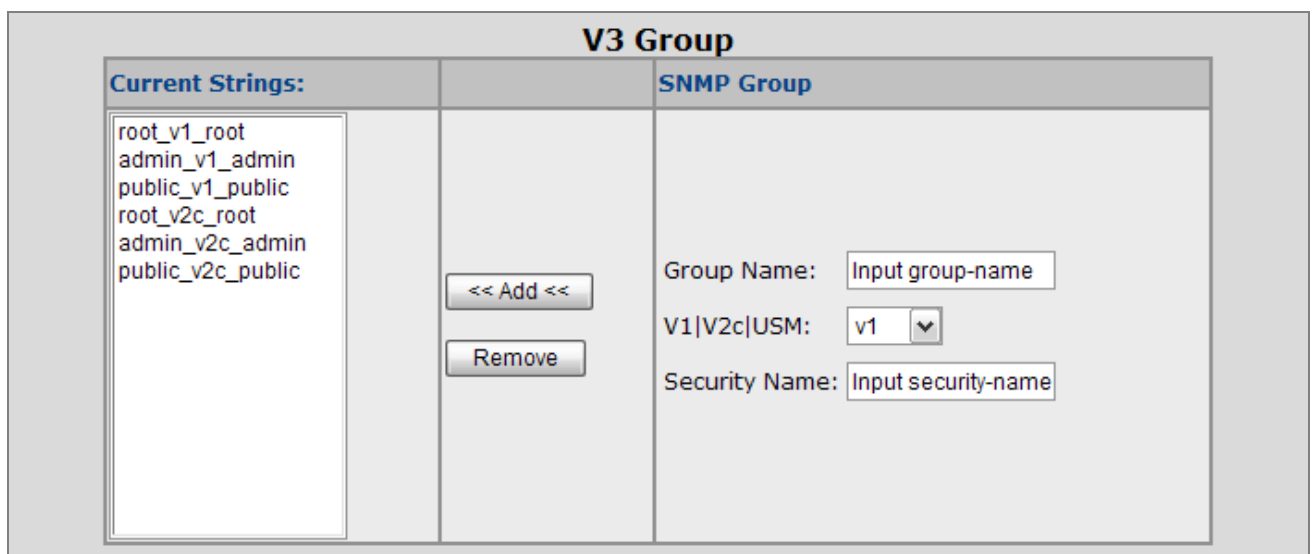 V3 Group
Current Strings:
SNMP Group
root_v1_root
admin_v1_admin
public_v1_public
root_v2c_root
admin_v2c_admin
public_v2c_public
<< Add <<
Remove
Group Name: Input group-name
V1|V2c|USM: v1
Security Name: Input security-name